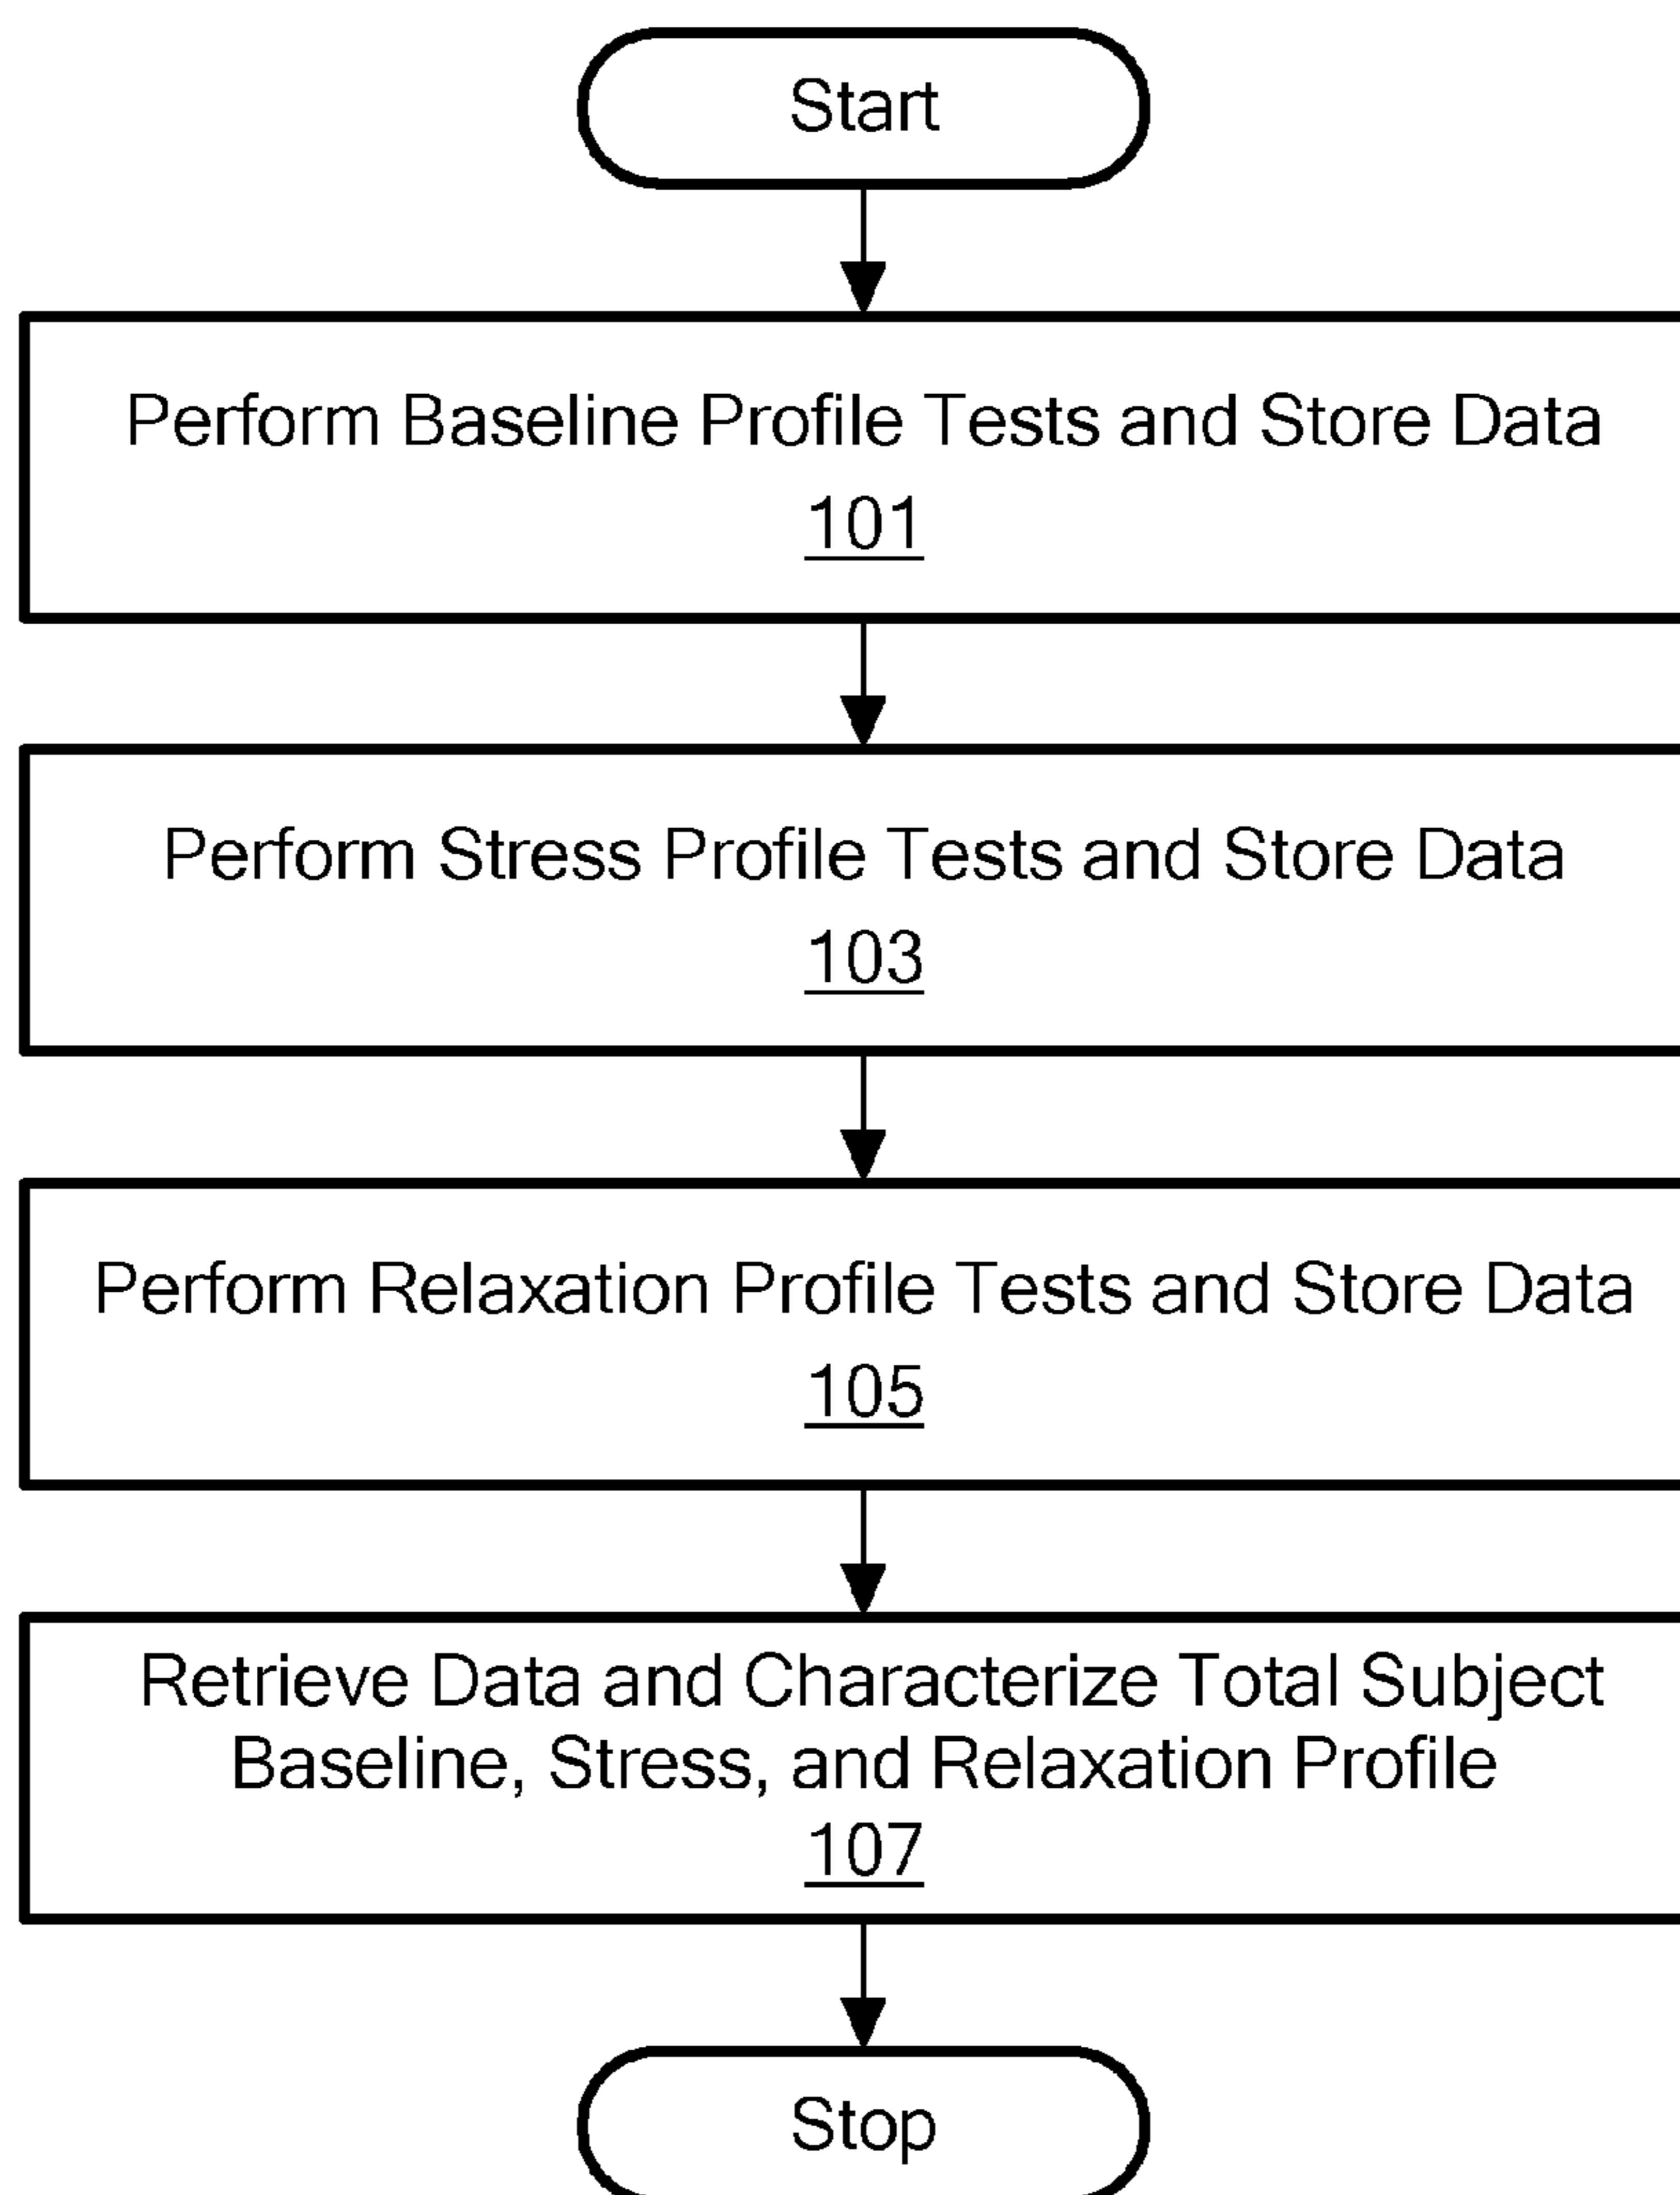 Start
Perform Baseline Profile Tests and Store Data
101
Perform Stress Profile Tests and Store Data
103
Perform Relaxation Profile Tests and Store Data
105
Retrieve Data and Characterize Total Subject
Baseline, Stress, and Relaxation Profile
107
Stop